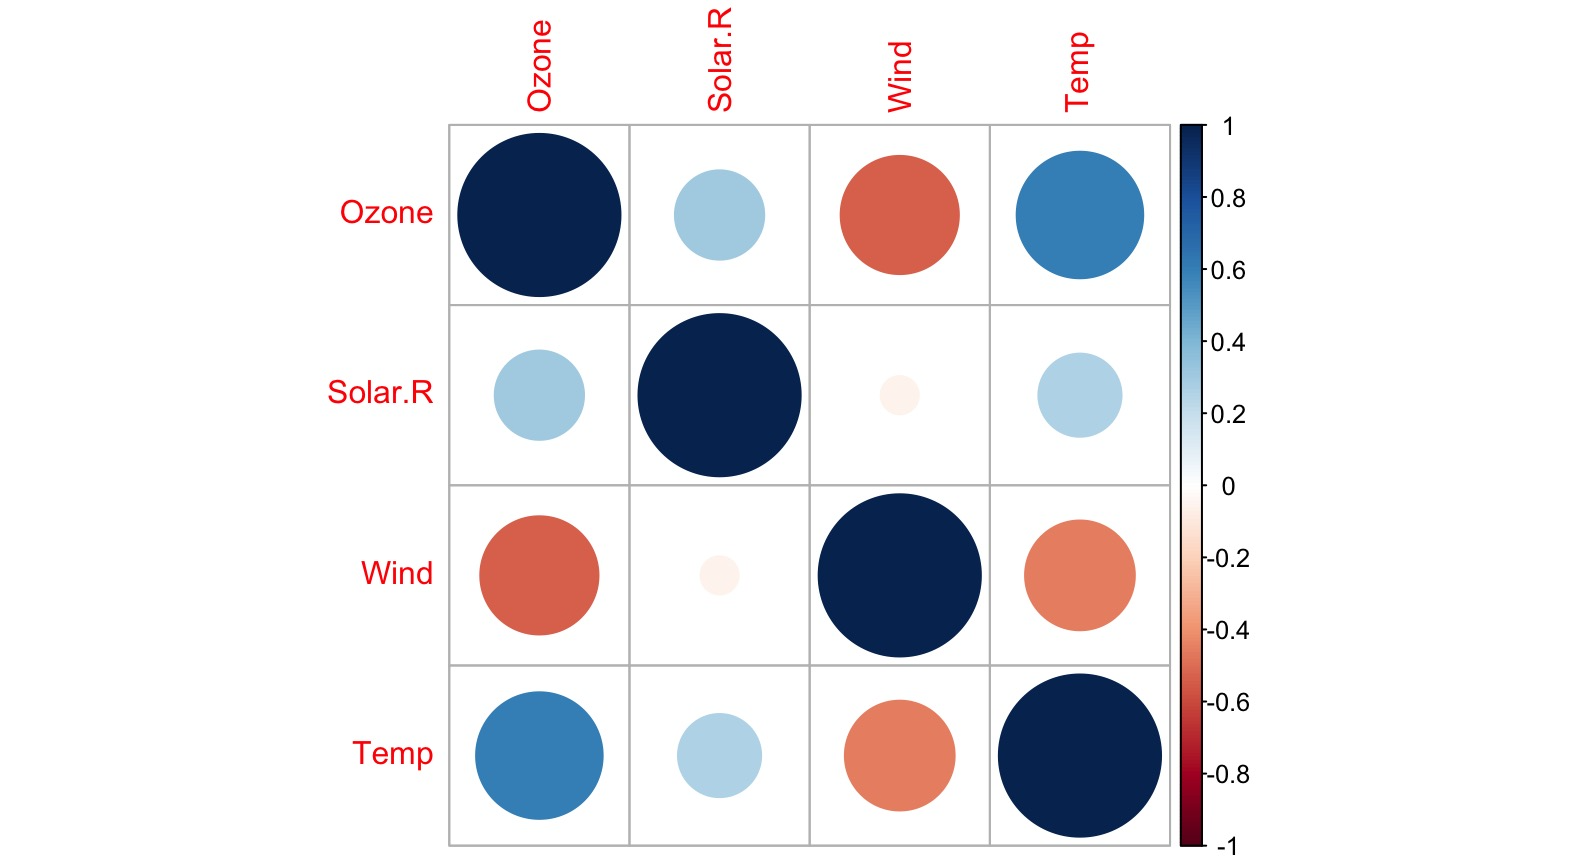 Ozone
Solar.R
Wind
Temp
Ozone
Solar.R
Wind
Temp
1
0.8
0.6
0.4
0.2
0
-0.2
-0.4
-0.6
-0.8
-1